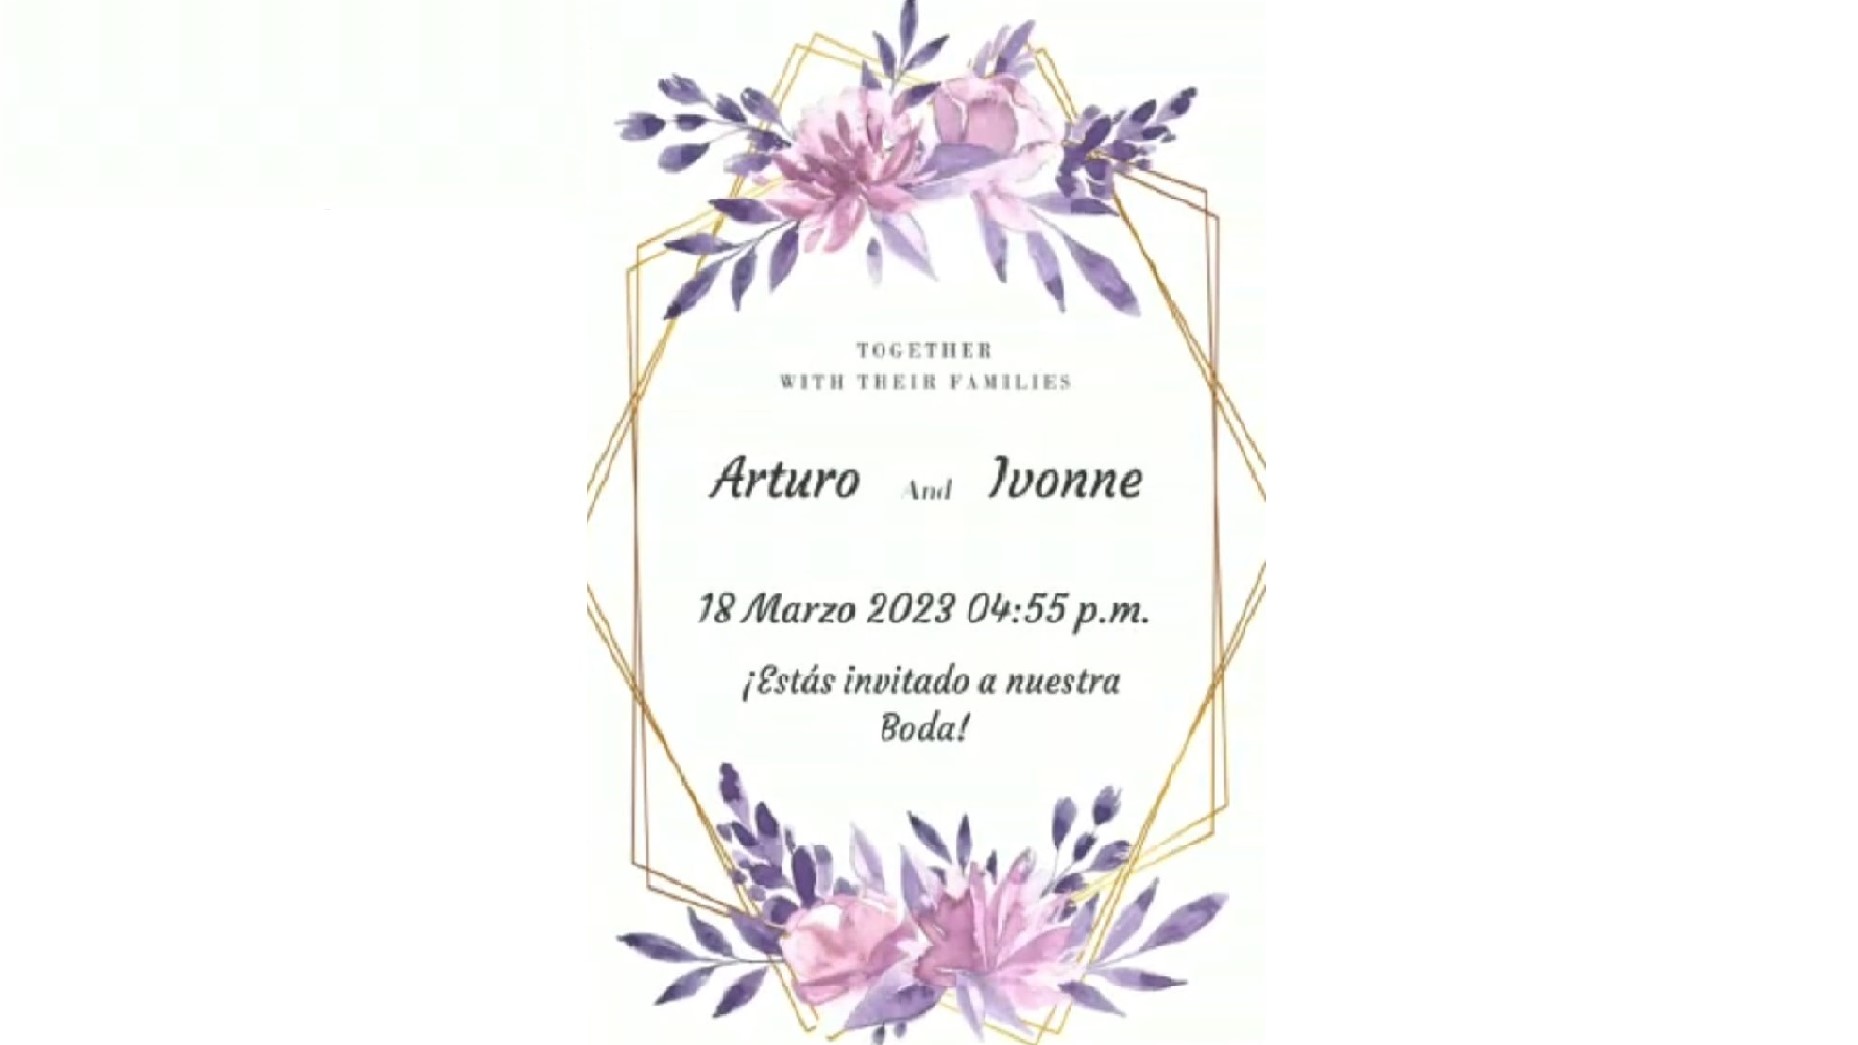 TOGETHER
WITH THEIR FAMILIES
Arturo And Ivonne
18 Marzo 2023 04:55 p.m.
¡Estás invitado a nuestra
Boda!